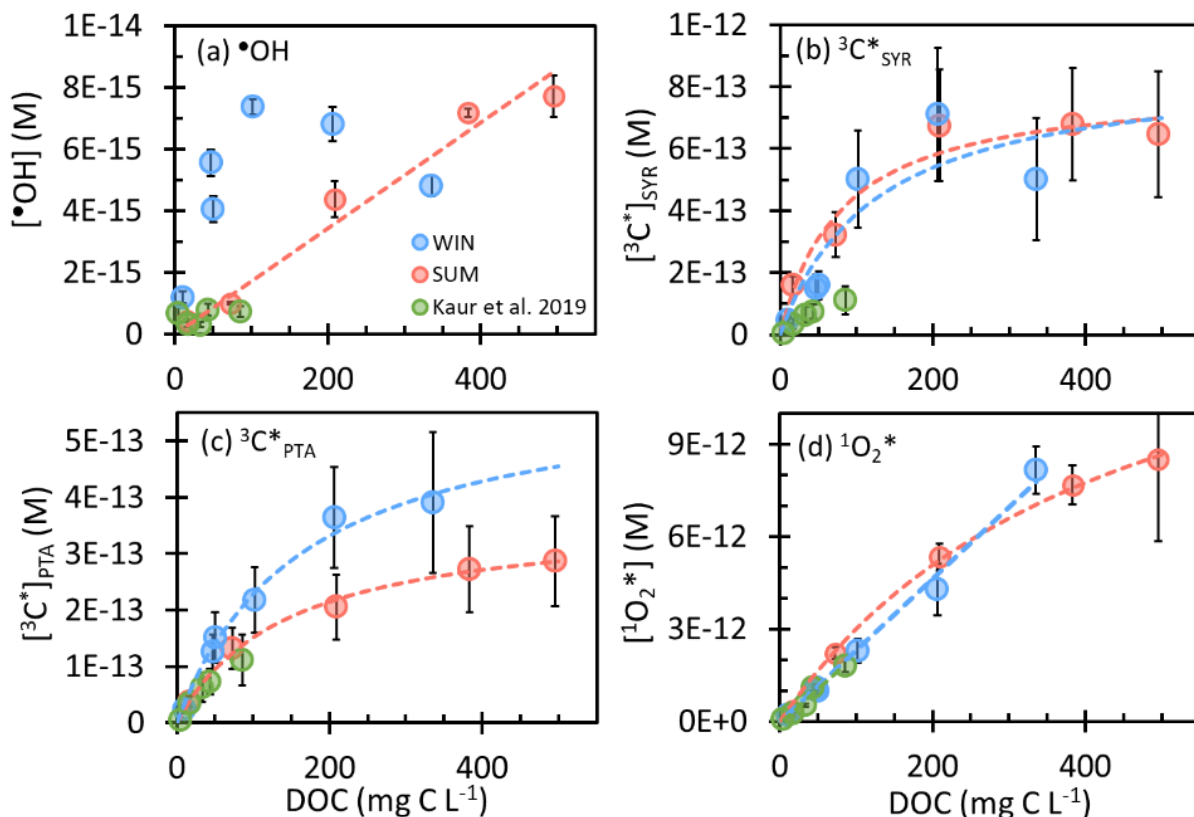 (a) •OH
[•OH] (M)
1E-14
8E-15
6E-15
4E-15
2E-15
0
WIN
SUM
Kaur et al. 2019
0 200 400
(b) ³C*SYR
[³C*]SYR (M)
1E-12
8E-13
6E-13
4E-13
2E-13
0
0 200 400
(c) ³C*PTA
[³C*]PTA (M)
5E-13
4E-13
3E-13
2E-13
1E-13
0
0 200 400
DOC (mg C L⁻¹)
(d) ¹O₂*
[¹O₂*] (M)
9E-12
6E-12
3E-12
0E+0
0 200 400
DOC (mg C L⁻¹)